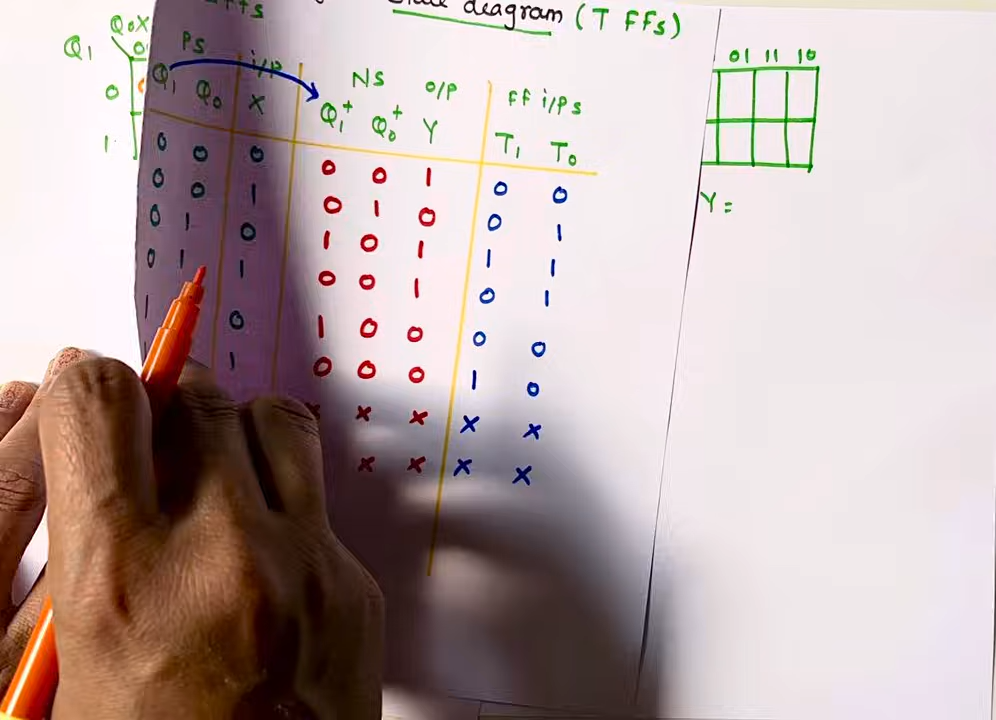 State diagram (T FFs)
Q0X
Q1
01 11 10
PS i/P
NS O/P FF i/Ps
Q1 Q0 X Q1+ Q0+ Y T1 T0
0
1
0 0 0 0 0 1 0 0
0 0 1 0 1 0 0 1
0 1 0 1 0 1 1 1
0 1 1 0 0 1 0 1
1 0 1 0 0 0 0
1 0 0 0 1 0
x x x x x
x x x x
Y =